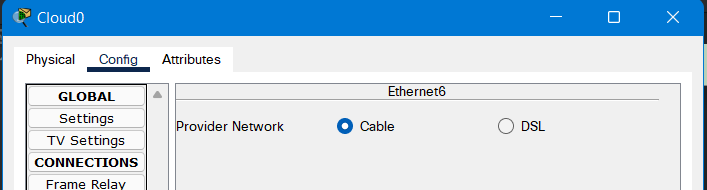 Cloud0
Physical Config Attributes
GLOBAL
Settings
TV Settings
CONNECTIONS
Frame Relay
Ethernet6
Provider Network Cable DSL